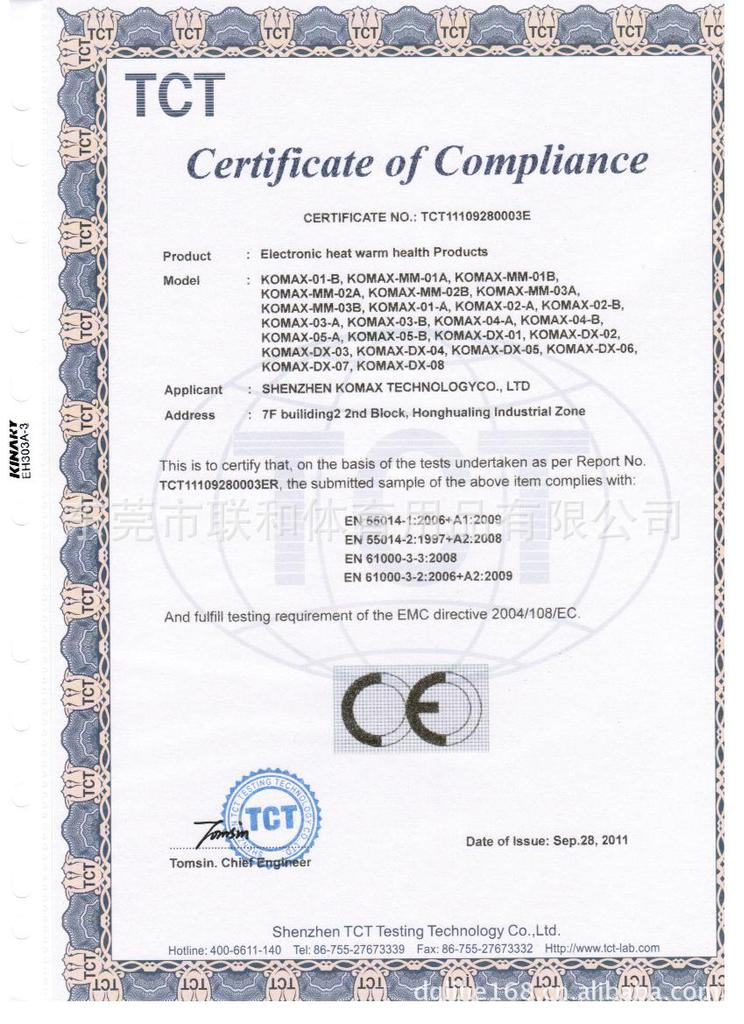 TCT
Certificate of Compliance
CERTIFICATE NO.: TCT11109280003E
Product : Electronic heat warm health Products
Model : KOMAX-01-B, KOMAX-MM-01A, KOMAX-MM-01B,
KOMAX-MM-02A, KOMAX-MM-02B, KOMAX-MM-03A,
KOMAX-MM-03B, KOMAX-01-A, KOMAX-02-A, KOMAX-02-B,
KOMAX-03-A, KOMAX-03-B, KOMAX-04-A, KOMAX-04-B,
KOMAX-05-A, KOMAX-05-B, KOMAX-DX-01, KOMAX-DX-02,
KOMAX-DX-03, KOMAX-DX-04, KOMAX-DX-05, KOMAX-DX-06,
KOMAX-DX-07, KOMAX-DX-08
Applicant : SHENZHEN KOMAX TECHNOLOGYCO., LTD
Address : 7F builiding2 2nd Block, Honghualing Industrial Zone
KINARY
EH303A-3
This is to certify that, on the basis of the tests undertaken as per Report No.
TCT11109280003ER, the submitted sample of the above item complies with:
东莞市联和体育用品有限公司
EN 55014-1:2006+A1:2009
EN 55014-2:1997+A2:2008
EN 61000-3-3:2008
EN 61000-3-2:2006+A2:2009
TCT
And fulfill testing requirement of the EMC directive 2004/108/EC.
CE
TCT
Tomsin
Tomsin. Chief Engineer
Date of Issue: Sep.28, 2011
Shenzhen TCT Testing Technology Co.,Ltd.
Hotline: 400-6611-140 Tel: 86-755-27673339 Fax: 86-755-27673332 Http://www.tct-lab.com